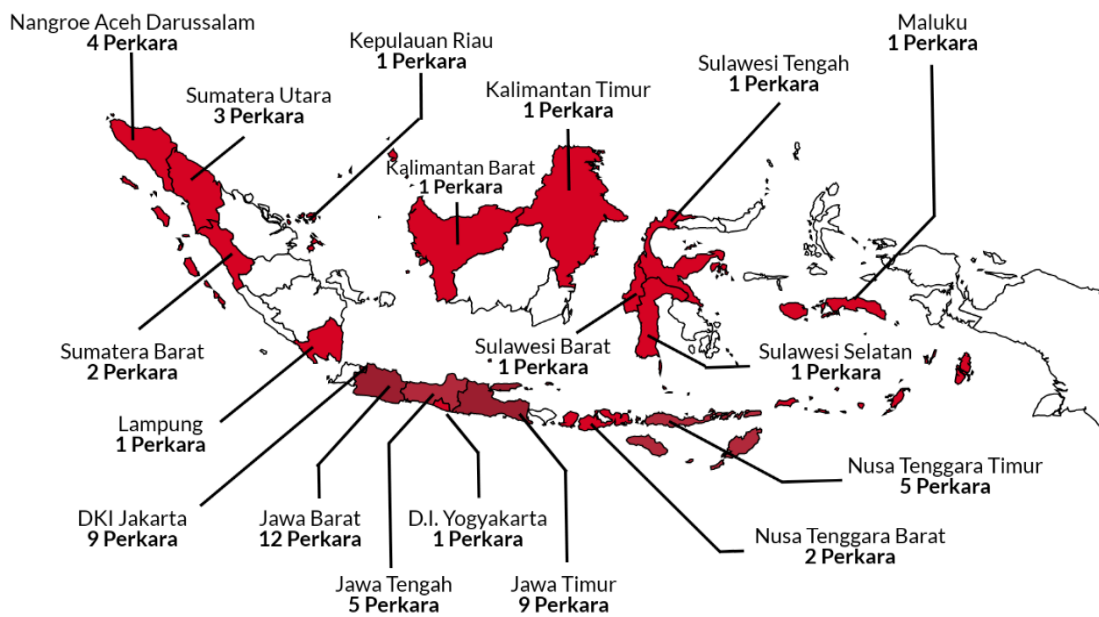 Nangroe Aceh Darussalam
4 Perkara
Kepulauan Riau
1 Perkara
Maluku
1 Perkara
Sumatera Utara
3 Perkara
Kalimantan Timur
1 Perkara
Sulawesi Tengah
1 Perkara
Kalimantan Barat
1 Perkara
Sumatera Barat
2 Perkara
Sulawesi Barat
1 Perkara
Sulawesi Selatan
1 Perkara
Lampung
1 Perkara
Nusa Tenggara Timur
5 Perkara
DKI Jakarta
9 Perkara
Jawa Barat
12 Perkara
D.I. Yogyakarta
1 Perkara
Nusa Tenggara Barat
2 Perkara
Jawa Tengah
5 Perkara
Jawa Timur
9 Perkara